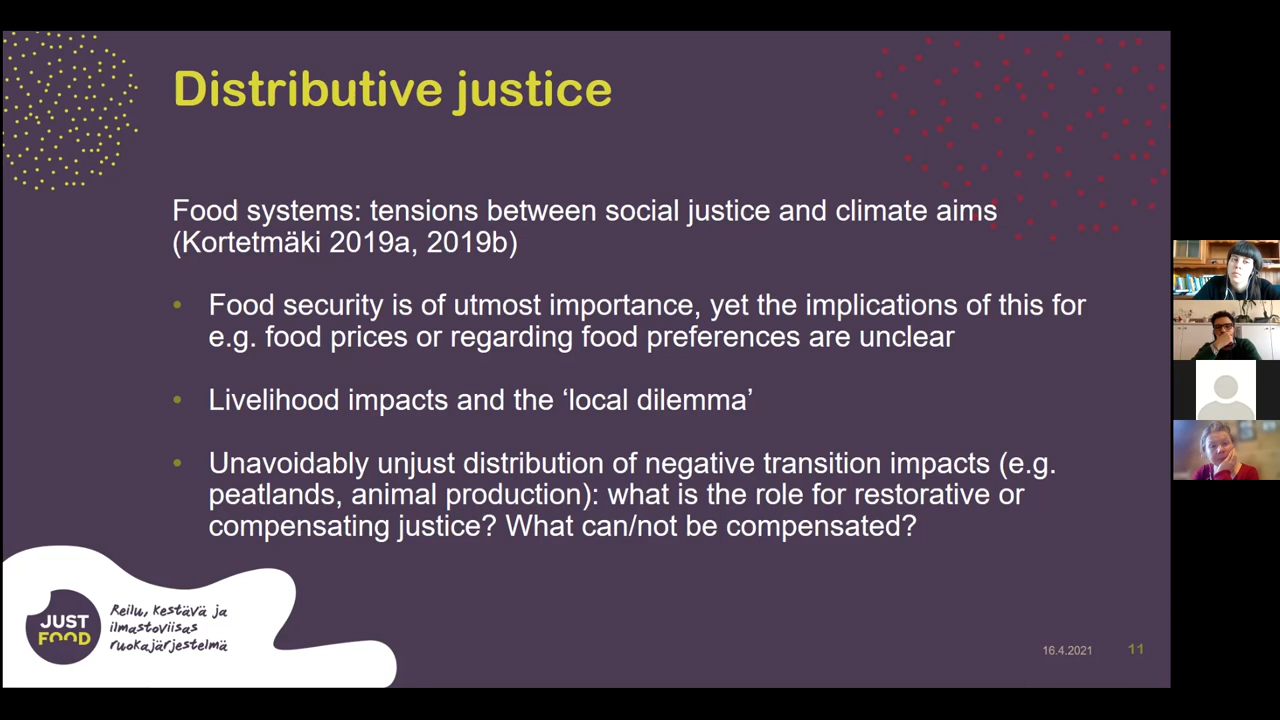 Distributive justice
Food systems: tensions between social justice and climate aims
(Kortetmäki 2019a, 2019b)
• Food security is of utmost importance, yet the implications of this for
e.g. food prices or regarding food preferences are unclear
• Livelihood impacts and the ‘local dilemma’
• Unavoidably unjust distribution of negative transition impacts (e.g.
peatlands, animal production): what is the role for restorative or
compensating justice? What can/not be compensated?
JUST
FOOD
Reilu, kestävä ja
ilmastoviisas
ruokajärjestelmä
16.4.2021
11